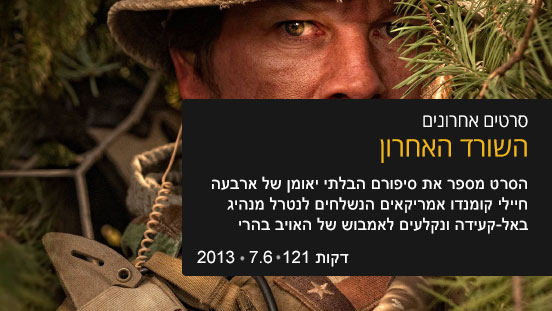 סרטים אחרונים
השורד האחרון
הסרט מספר את סיפורם הבלתי יאומן של ארבעה
חיילי קומנדו אמריקאים הנשלחים לנטרל מנהיג
באל-קעידה ונקלעים לאמבוש של האויב בהרי
2013 • 7.6 • 121 דקות